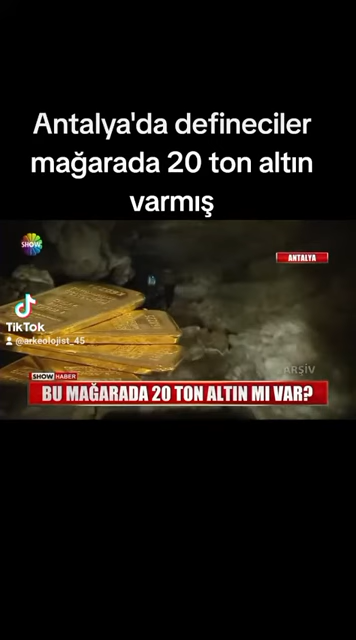 Antalya'da defineciler
mağarada 20 ton altın
varmış
SHOW
ANTALYA
TikTok
@arkeolojist_45
ARŞİV
SHOW HABER
BU MAĞARADA 20 TON ALTIN MI VAR?